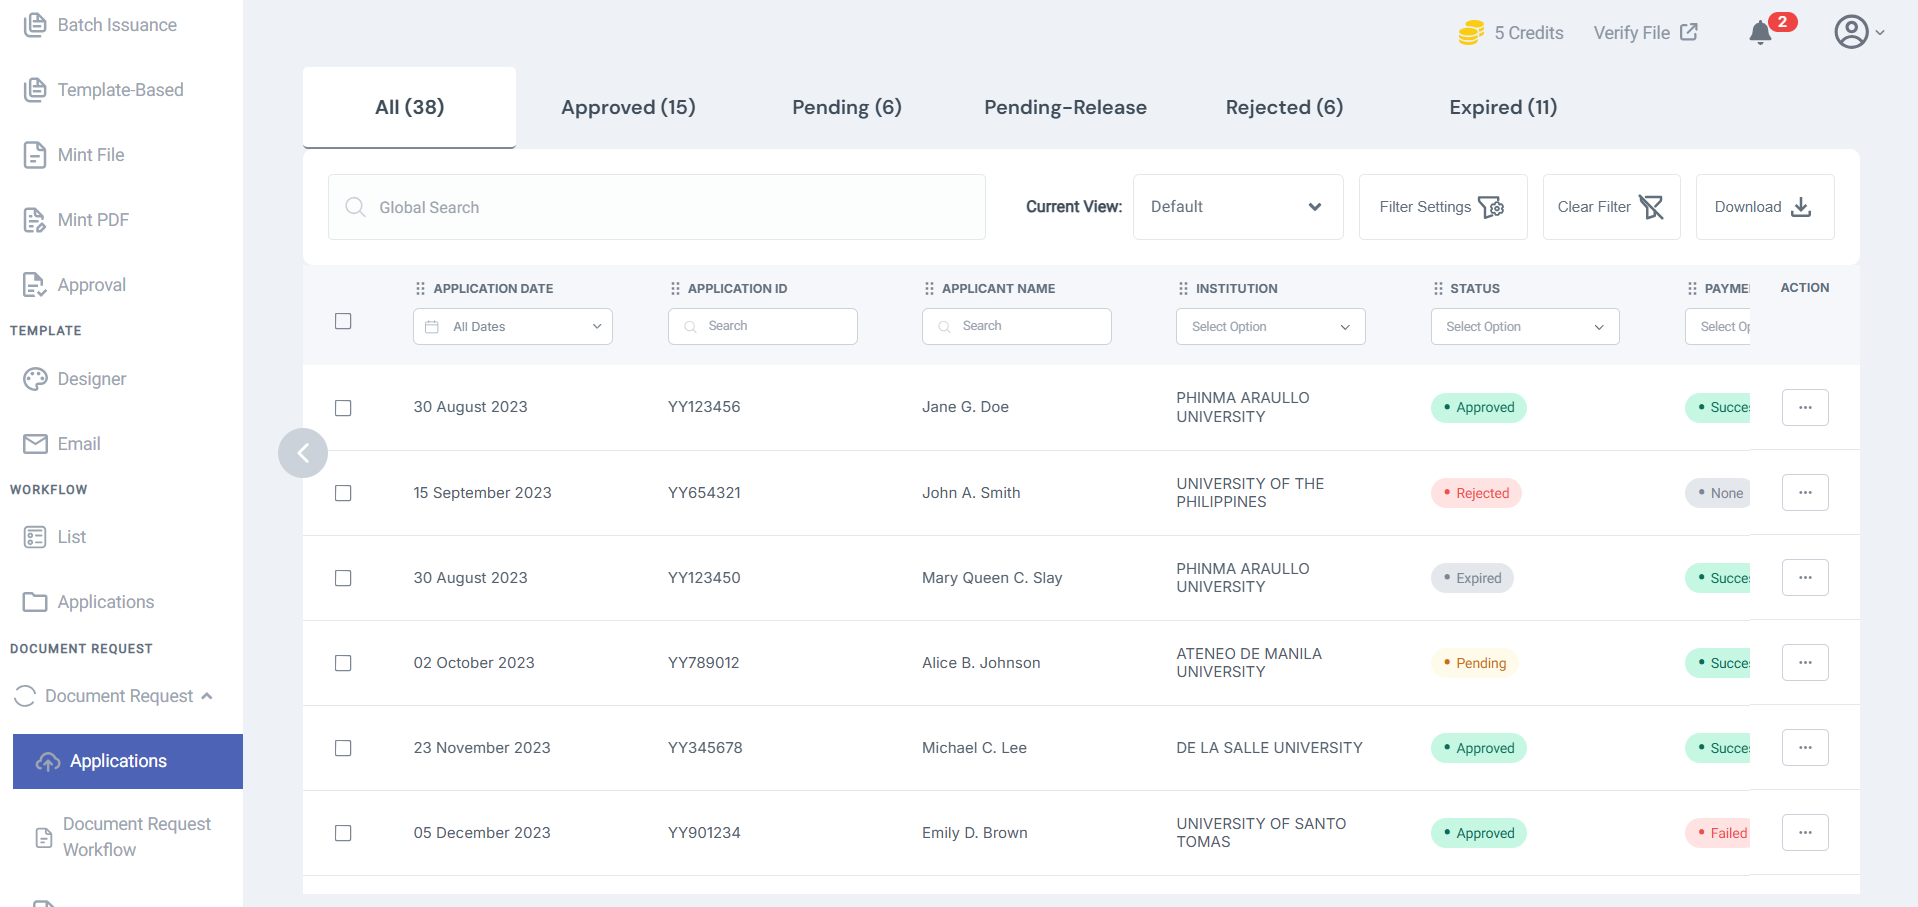 Batch Issuance
Template-Based
Mint File
Mint PDF
Approval
TEMPLATE
Designer
Email
WORKFLOW
List
Applications
DOCUMENT REQUEST
Document Request
Applications
Document Request
Workflow
5 Credits
Verify File
2
All (38)
Approved (15)
Pending (6)
Pending-Release
Rejected (6)
Expired (11)
Global Search
Current View:
Default
Filter Settings
Clear Filter
Download
APPLICATION DATE
APPLICATION ID
APPLICANT NAME
INSTITUTION
STATUS
PAYME
ACTION
All Dates
Search
Search
Select Option
Select Option
Select Op
30 August 2023
YY123456
Jane G. Doe
PHINMA ARAULLO
UNIVERSITY
Approved
Succes
...
15 September 2023
YY654321
John A. Smith
UNIVERSITY OF THE
PHILIPPINES
Rejected
None
...
30 August 2023
YY123450
Mary Queen C. Slay
PHINMA ARAULLO
UNIVERSITY
Expired
Succes
...
02 October 2023
YY789012
Alice B. Johnson
ATENEO DE MANILA
UNIVERSITY
Pending
Succes
...
23 November 2023
YY345678
Michael C. Lee
DE LA SALLE UNIVERSITY
Approved
Succes
...
05 December 2023
YY901234
Emily D. Brown
UNIVERSITY OF SANTO
TOMAS
Approved
Failed
...